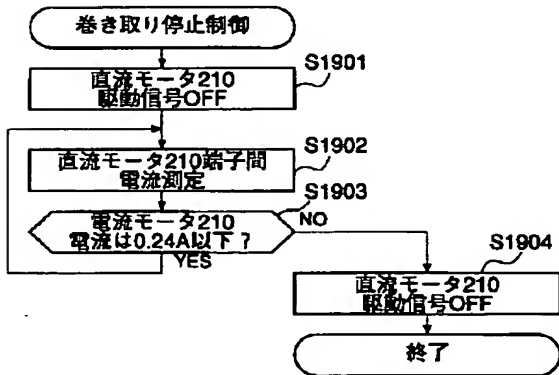 巻き取り停止制御
S1901
直流モータ210
駆動信号OFF
S1902
直流モータ210端子間
電流測定
S1903
電流モータ210
電流は0.24A以下？
NO
YES
S1904
直流モータ210
駆動信号OFF
終了